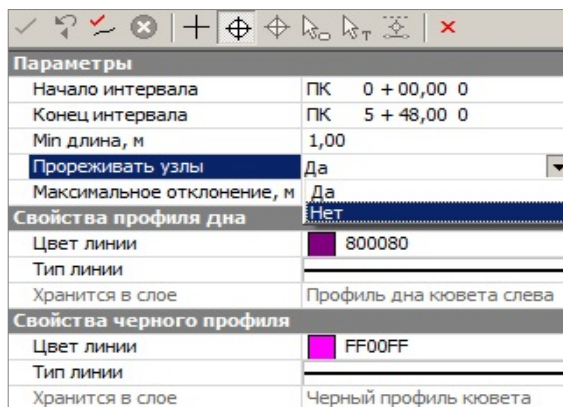 Параметры
Начало интервала ПК 0 + 00,00 0
Конец интервала ПК 5 + 48,00 0
Min длина, м 1,00
Прореживать узлы Да
Максимальное отклонение, м Да
Нет
Свойства профиля дна
Цвет линии 800080
Тип линии
Хранится в слое Профиль дна кювета слева
Свойства черного профиля
Цвет линии FF00FF
Тип линии
Хранится в слое Черный профиль кювета